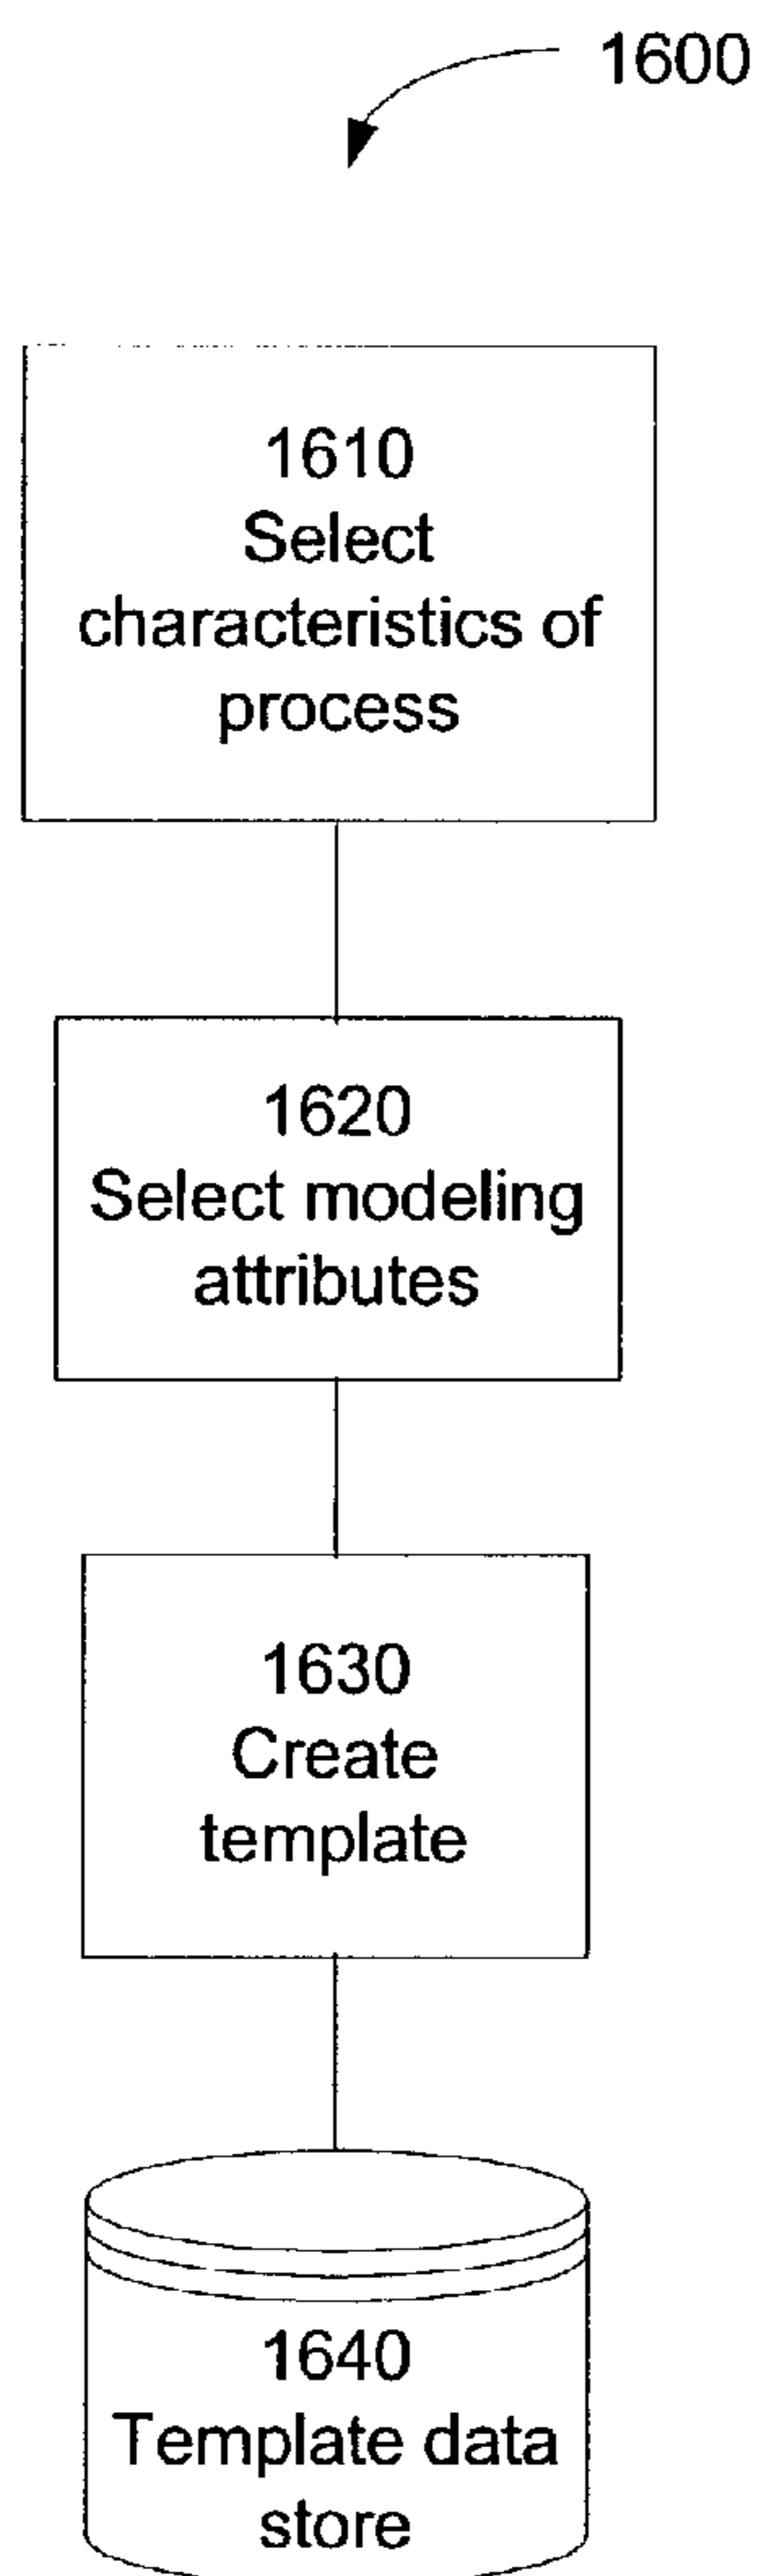 1600
1610
Select
characteristics of
process
1620
Select modeling
attributes
1630
Create
template
1640
Template data
store